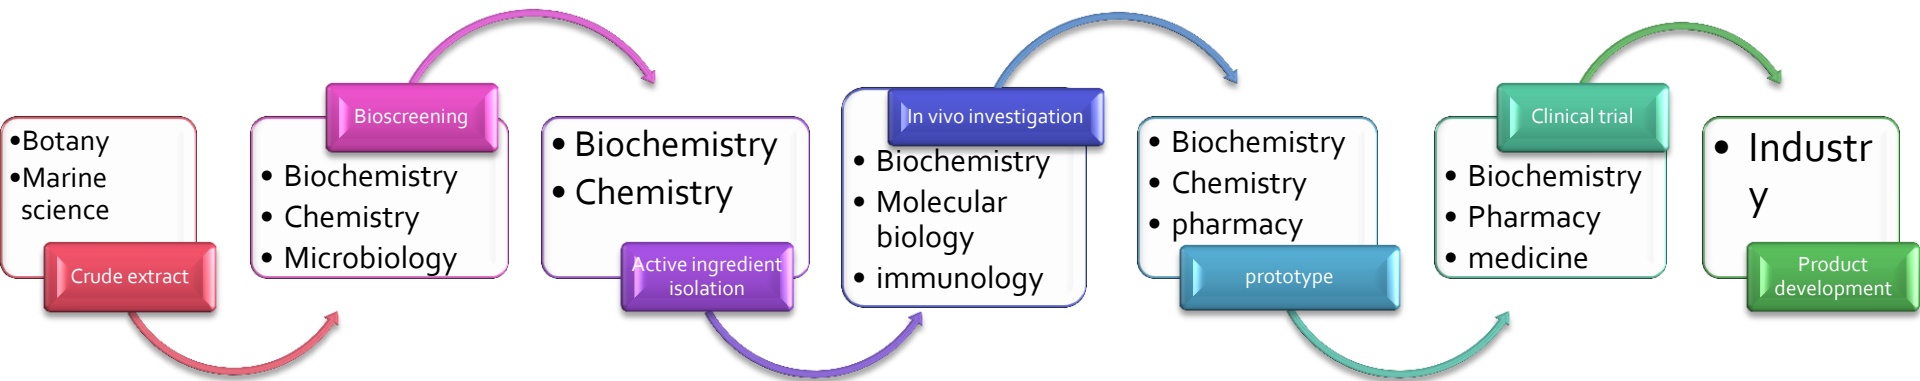 •Botany
•Marine
science
Crude extract
Bioscreening
• Biochemistry
• Chemistry
• Microbiology
• Biochemistry
• Chemistry
Active ingredient
isolation
In vivo investigation
• Biochemistry
• Molecular
biology
• immunology
• Biochemistry
• Chemistry
• pharmacy
prototype
Clinical trial
• Biochemistry
• Pharmacy
• medicine
• Industr
y
Product
development